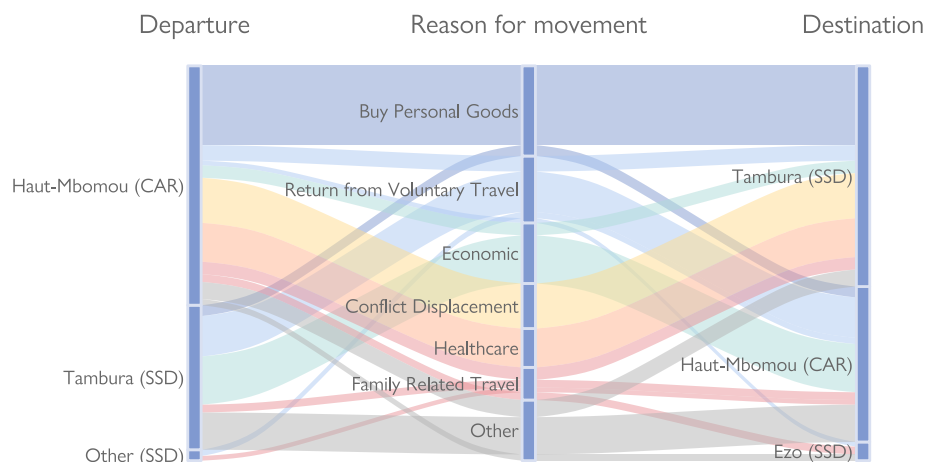 Departure
Reason for movement
Destination
Haut-Mbomou (CAR)
Tambura (SSD)
Other (SSD)
Buy Personal Goods
Return from Voluntary Travel
Economic
Conflict Displacement
Healthcare
Family Related Travel
Other
Tambura (SSD)
Haut-Mbomou (CAR)
Ezo (SSD)